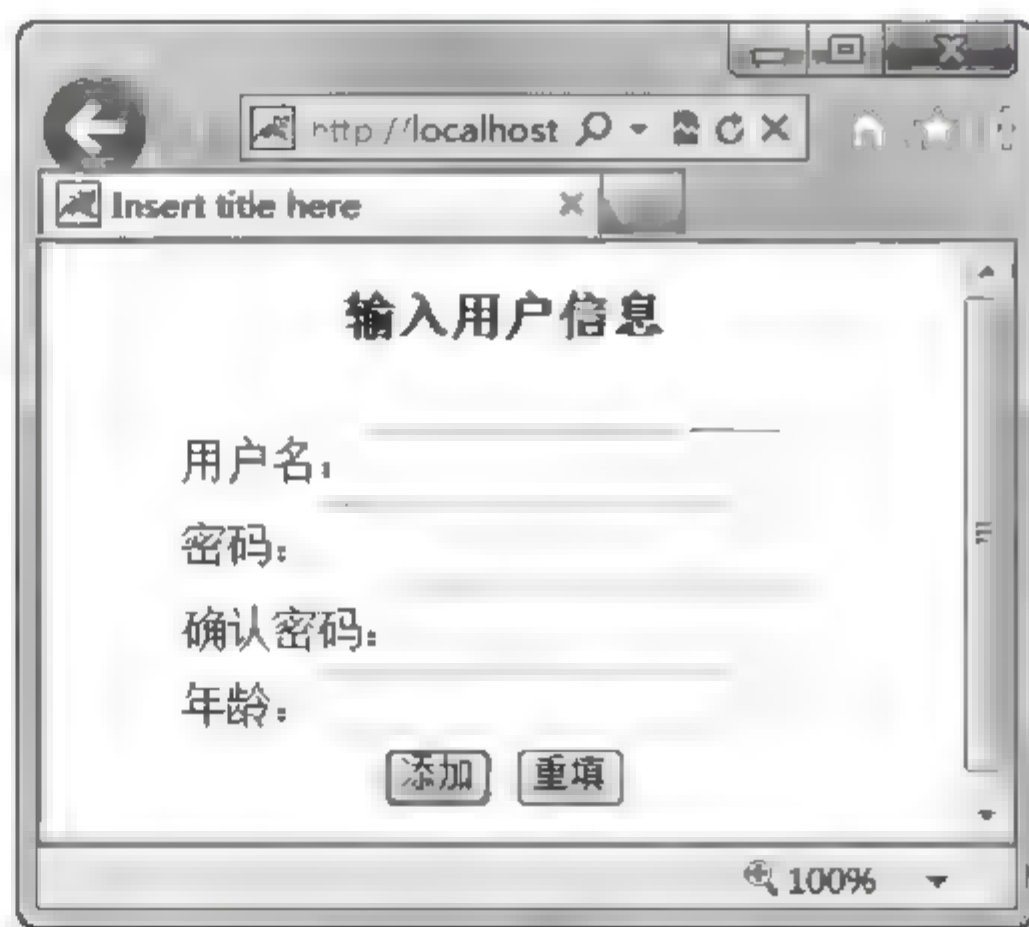 http://localhost
Insert title here
输入用户信息
用户名：
密码：
确认密码：
年龄：
添加 重填
100%